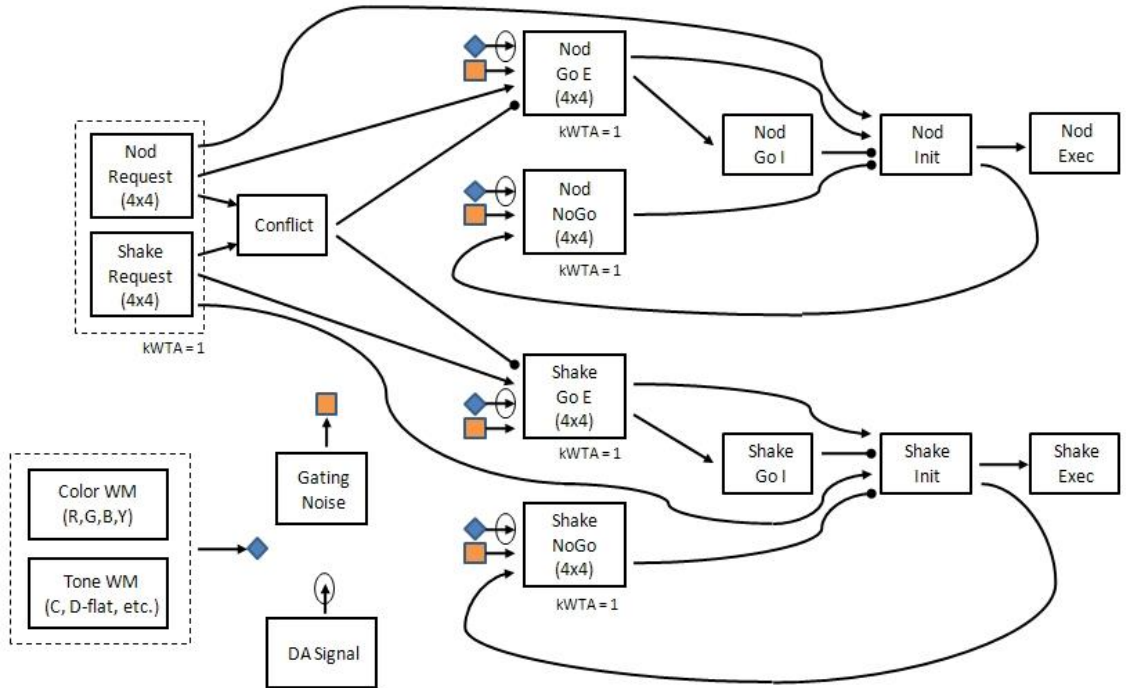 Nod
Request
(4x4)
Shake
Request
(4x4)
kWTA = 1
Conflict
Nod
Go E
(4x4)
kWTA = 1
Nod
NoGo
(4x4)
kWTA = 1
Nod
Go I
Nod
Init
Nod
Exec
Shake
Go E
(4x4)
kWTA = 1
Shake
NoGo
(4x4)
kWTA = 1
Shake
Go I
Shake
Init
Shake
Exec
Color WM
(R,G,B,Y)
Tone WM
(C, D-flat, etc.)
Gating
Noise
DA Signal